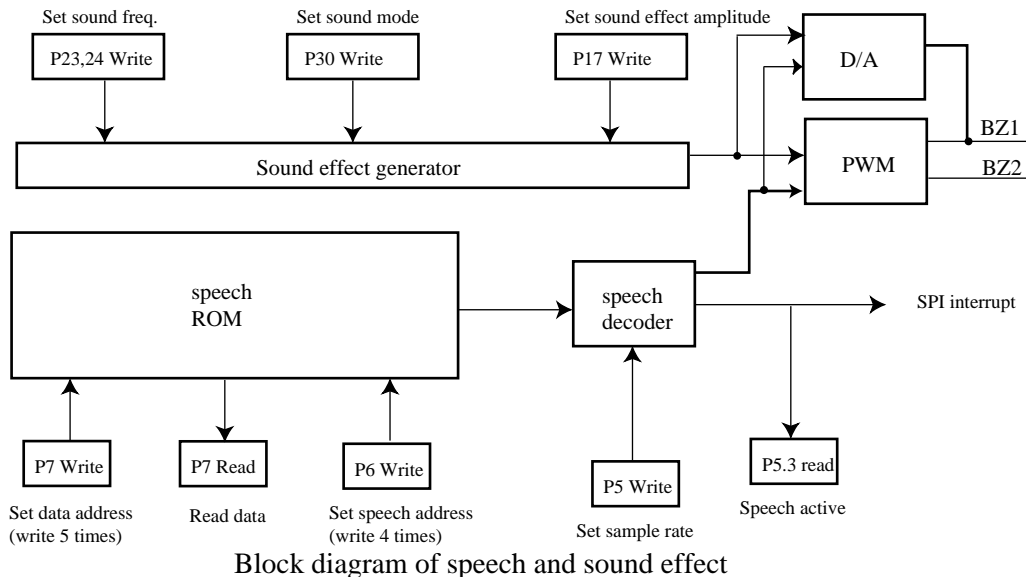 Set sound freq.
Set sound mode
Set sound effect amplitude
P23,24 Write
P30 Write
P17 Write
D/A
BZ1
Sound effect generator
PWM
BZ2
speech
ROM
speech
decoder
SPI interrupt
P7 Write
P7 Read
P6 Write
P5 Write
P5.3 read
Set data address
(write 5 times)
Read data
Set speech address
(write 4 times)
Set sample rate
Speech active
Block diagram of speech and sound effect